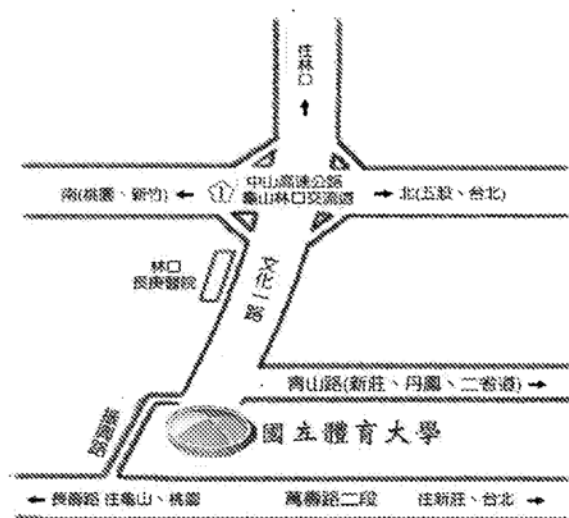 往林口
南(桃園、新竹)
1
中山高速公路
龜山林口交流道
北(五股、台北)
林口
長庚醫院
文化一路
青山路(新莊、丹鳳、二省道)
國立體育大學
長壽路 往龜山、桃園
萬壽路二段
往新莊、台北